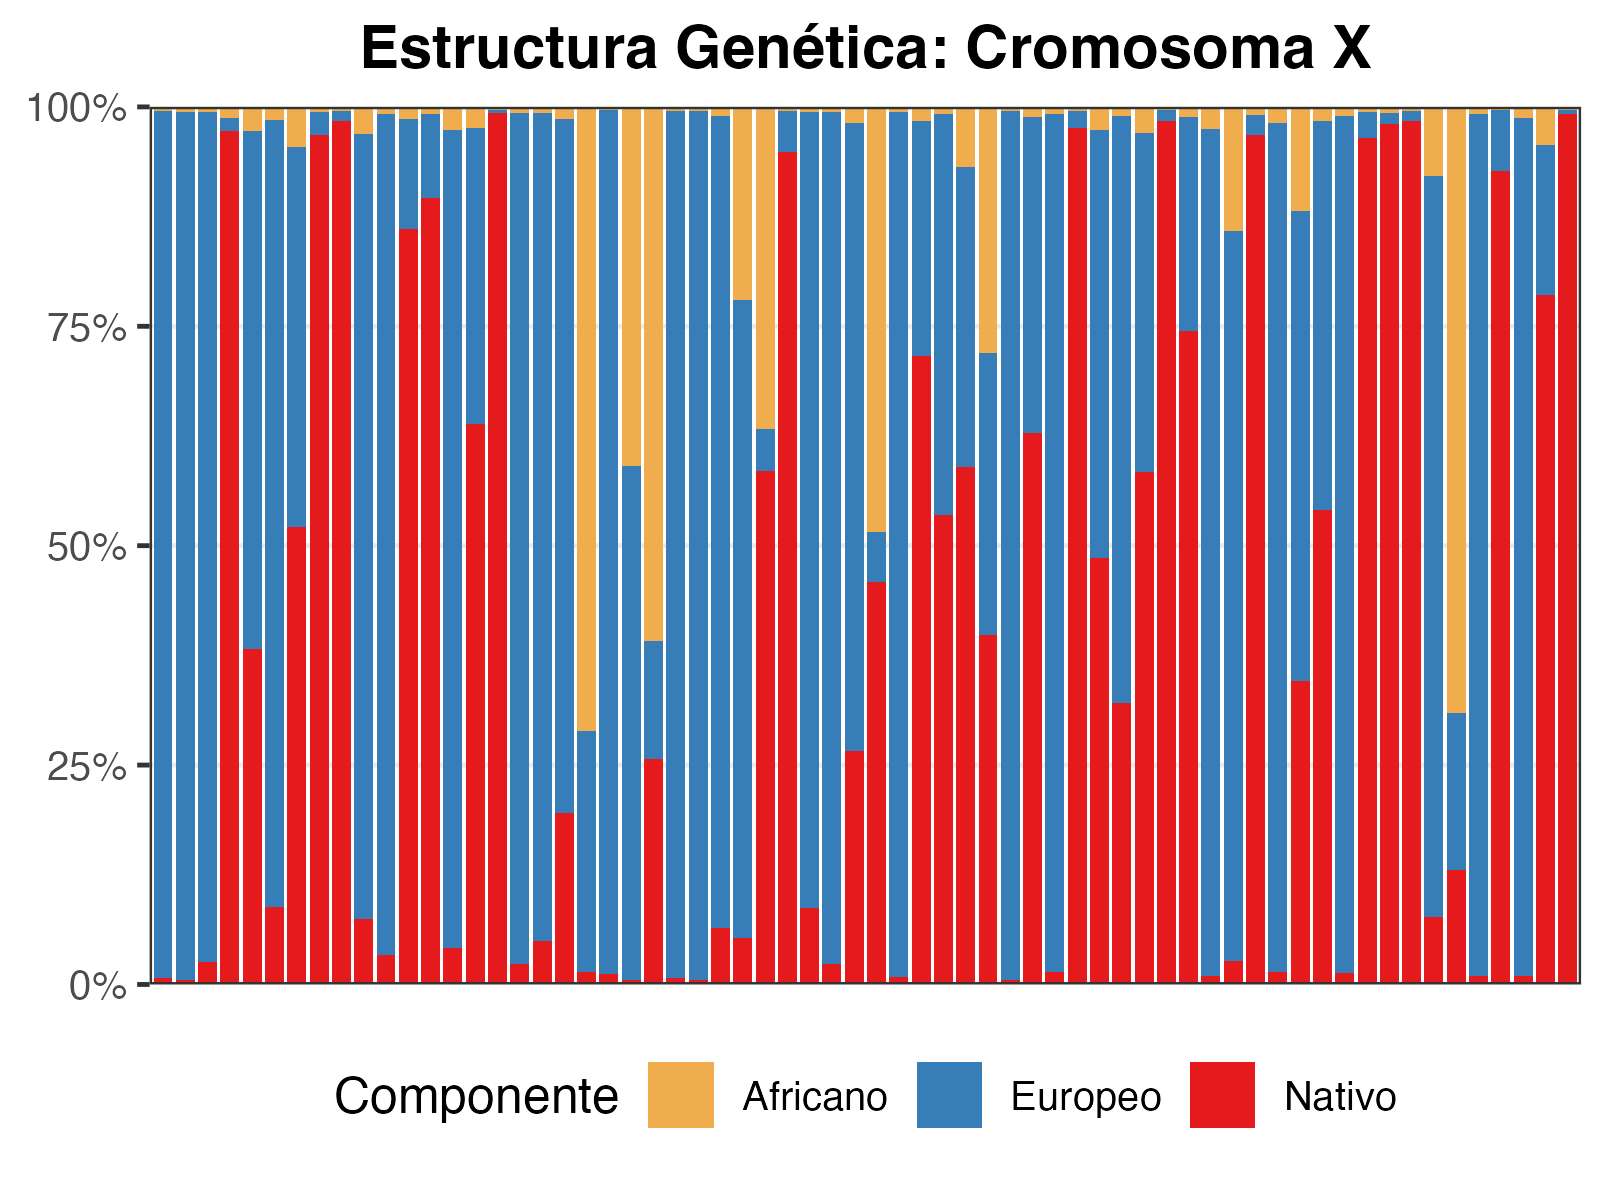 Estructura Genética: Cromosoma X
100%
75%
50%
25%
0%
Componente Africano Europeo Nativo